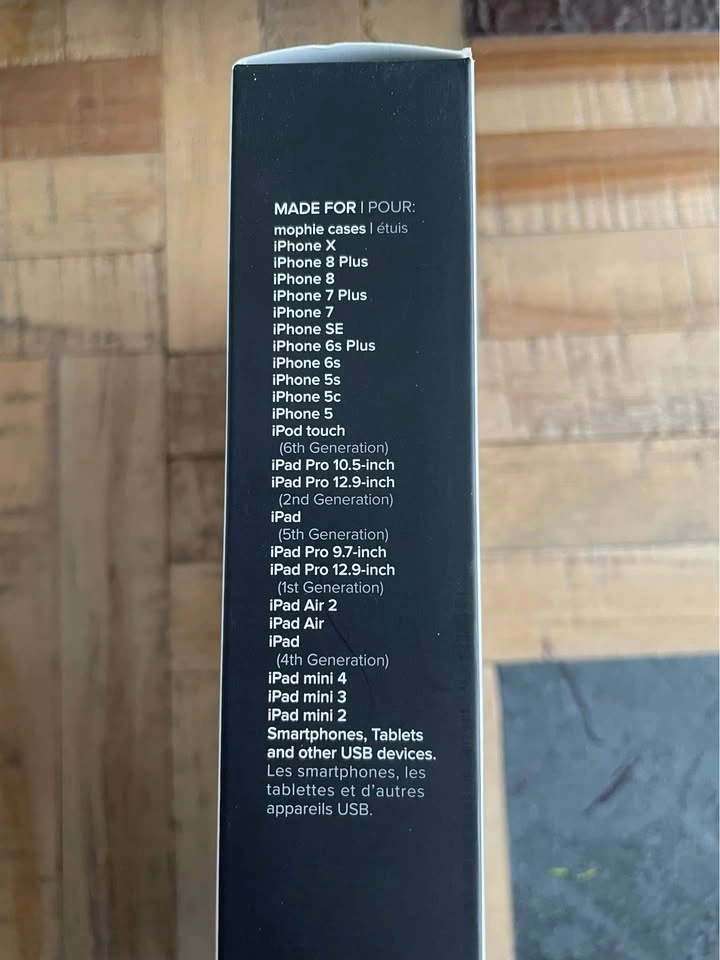 MADE FOR | POUR:
mophie cases | étuis
iPhone X
iPhone 8 Plus
iPhone 8
iPhone 7 Plus
iPhone 7
iPhone SE
iPhone 6s Plus
iPhone 6s
iPhone 5s
iPhone 5c
iPhone 5
iPod touch
(6th Generation)
iPad Pro 10.5-inch
iPad Pro 12.9-inch
(2nd Generation)
iPad
(5th Generation)
iPad Pro 9.7-inch
iPad Pro 12.9-inch
(1st Generation)
iPad Air 2
iPad Air
iPad
(4th Generation)
iPad mini 4
iPad mini 3
iPad mini 2
Smartphones, Tablets
and other USB devices.
Les smartphones, les
tablettes et d’autres
appareils USB.